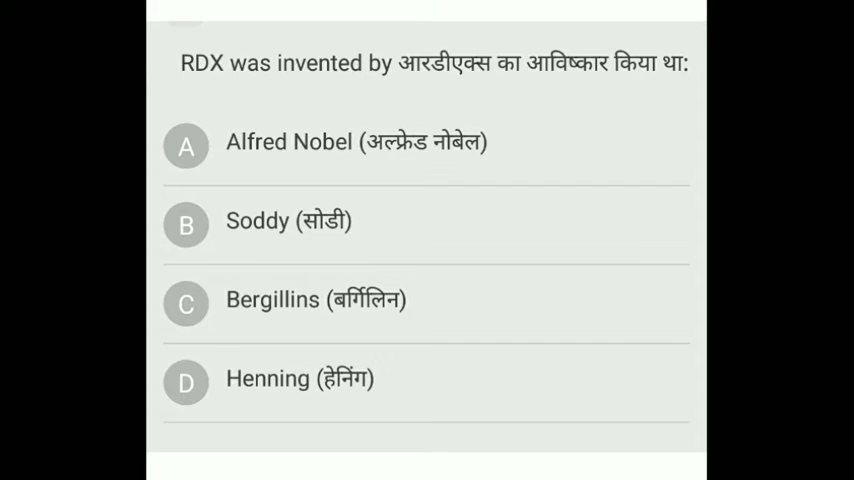 RDX was invented by आरडीएक्स का आविष्कार किया था:
A Alfred Nobel (अल्फ्रेड नोबेल)
B Soddy (सोडी)
C Bergillins (बर्गिलिन)
D Henning (हेनिंग)